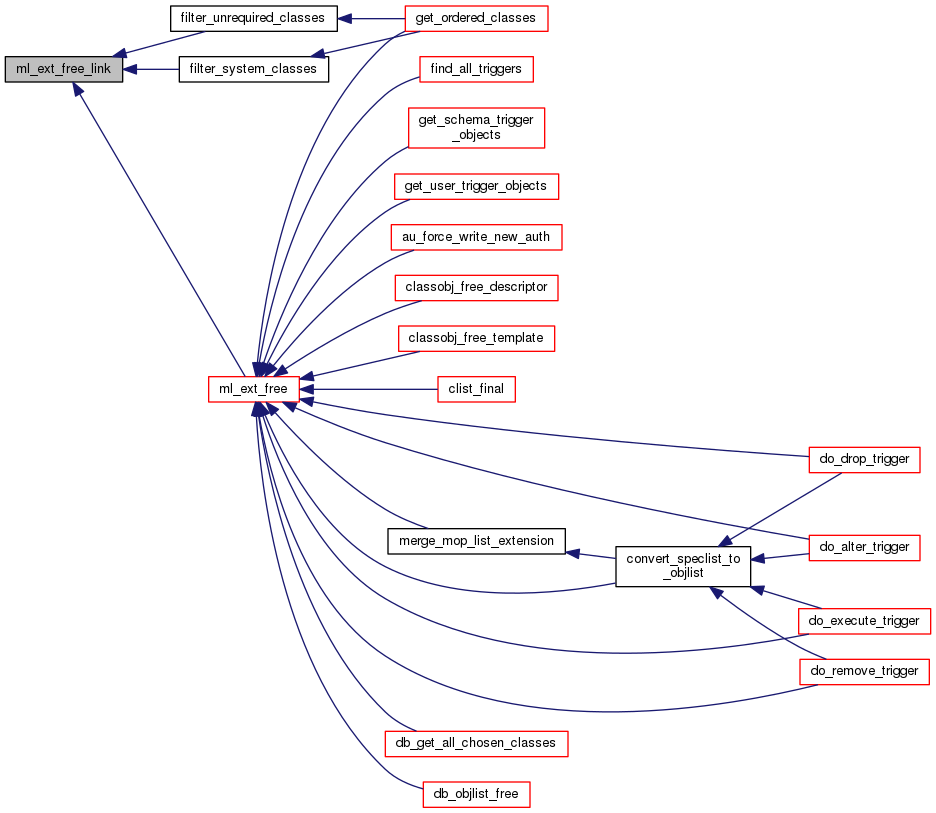 filter_unrequired_classes
get_ordered_classes
ml_ext_free_link
filter_system_classes
find_all_triggers
get_schema_trigger
_objects
get_user_trigger_objects
au_force_write_new_auth
classobj_free_descriptor
classobj_free_template
ml_ext_free
clist_final
do_drop_trigger
merge_mop_list_extension
do_alter_trigger
convert_speclist_to
_objlist
do_execute_trigger
do_remove_trigger
db_get_all_chosen_classes
db_objlist_free